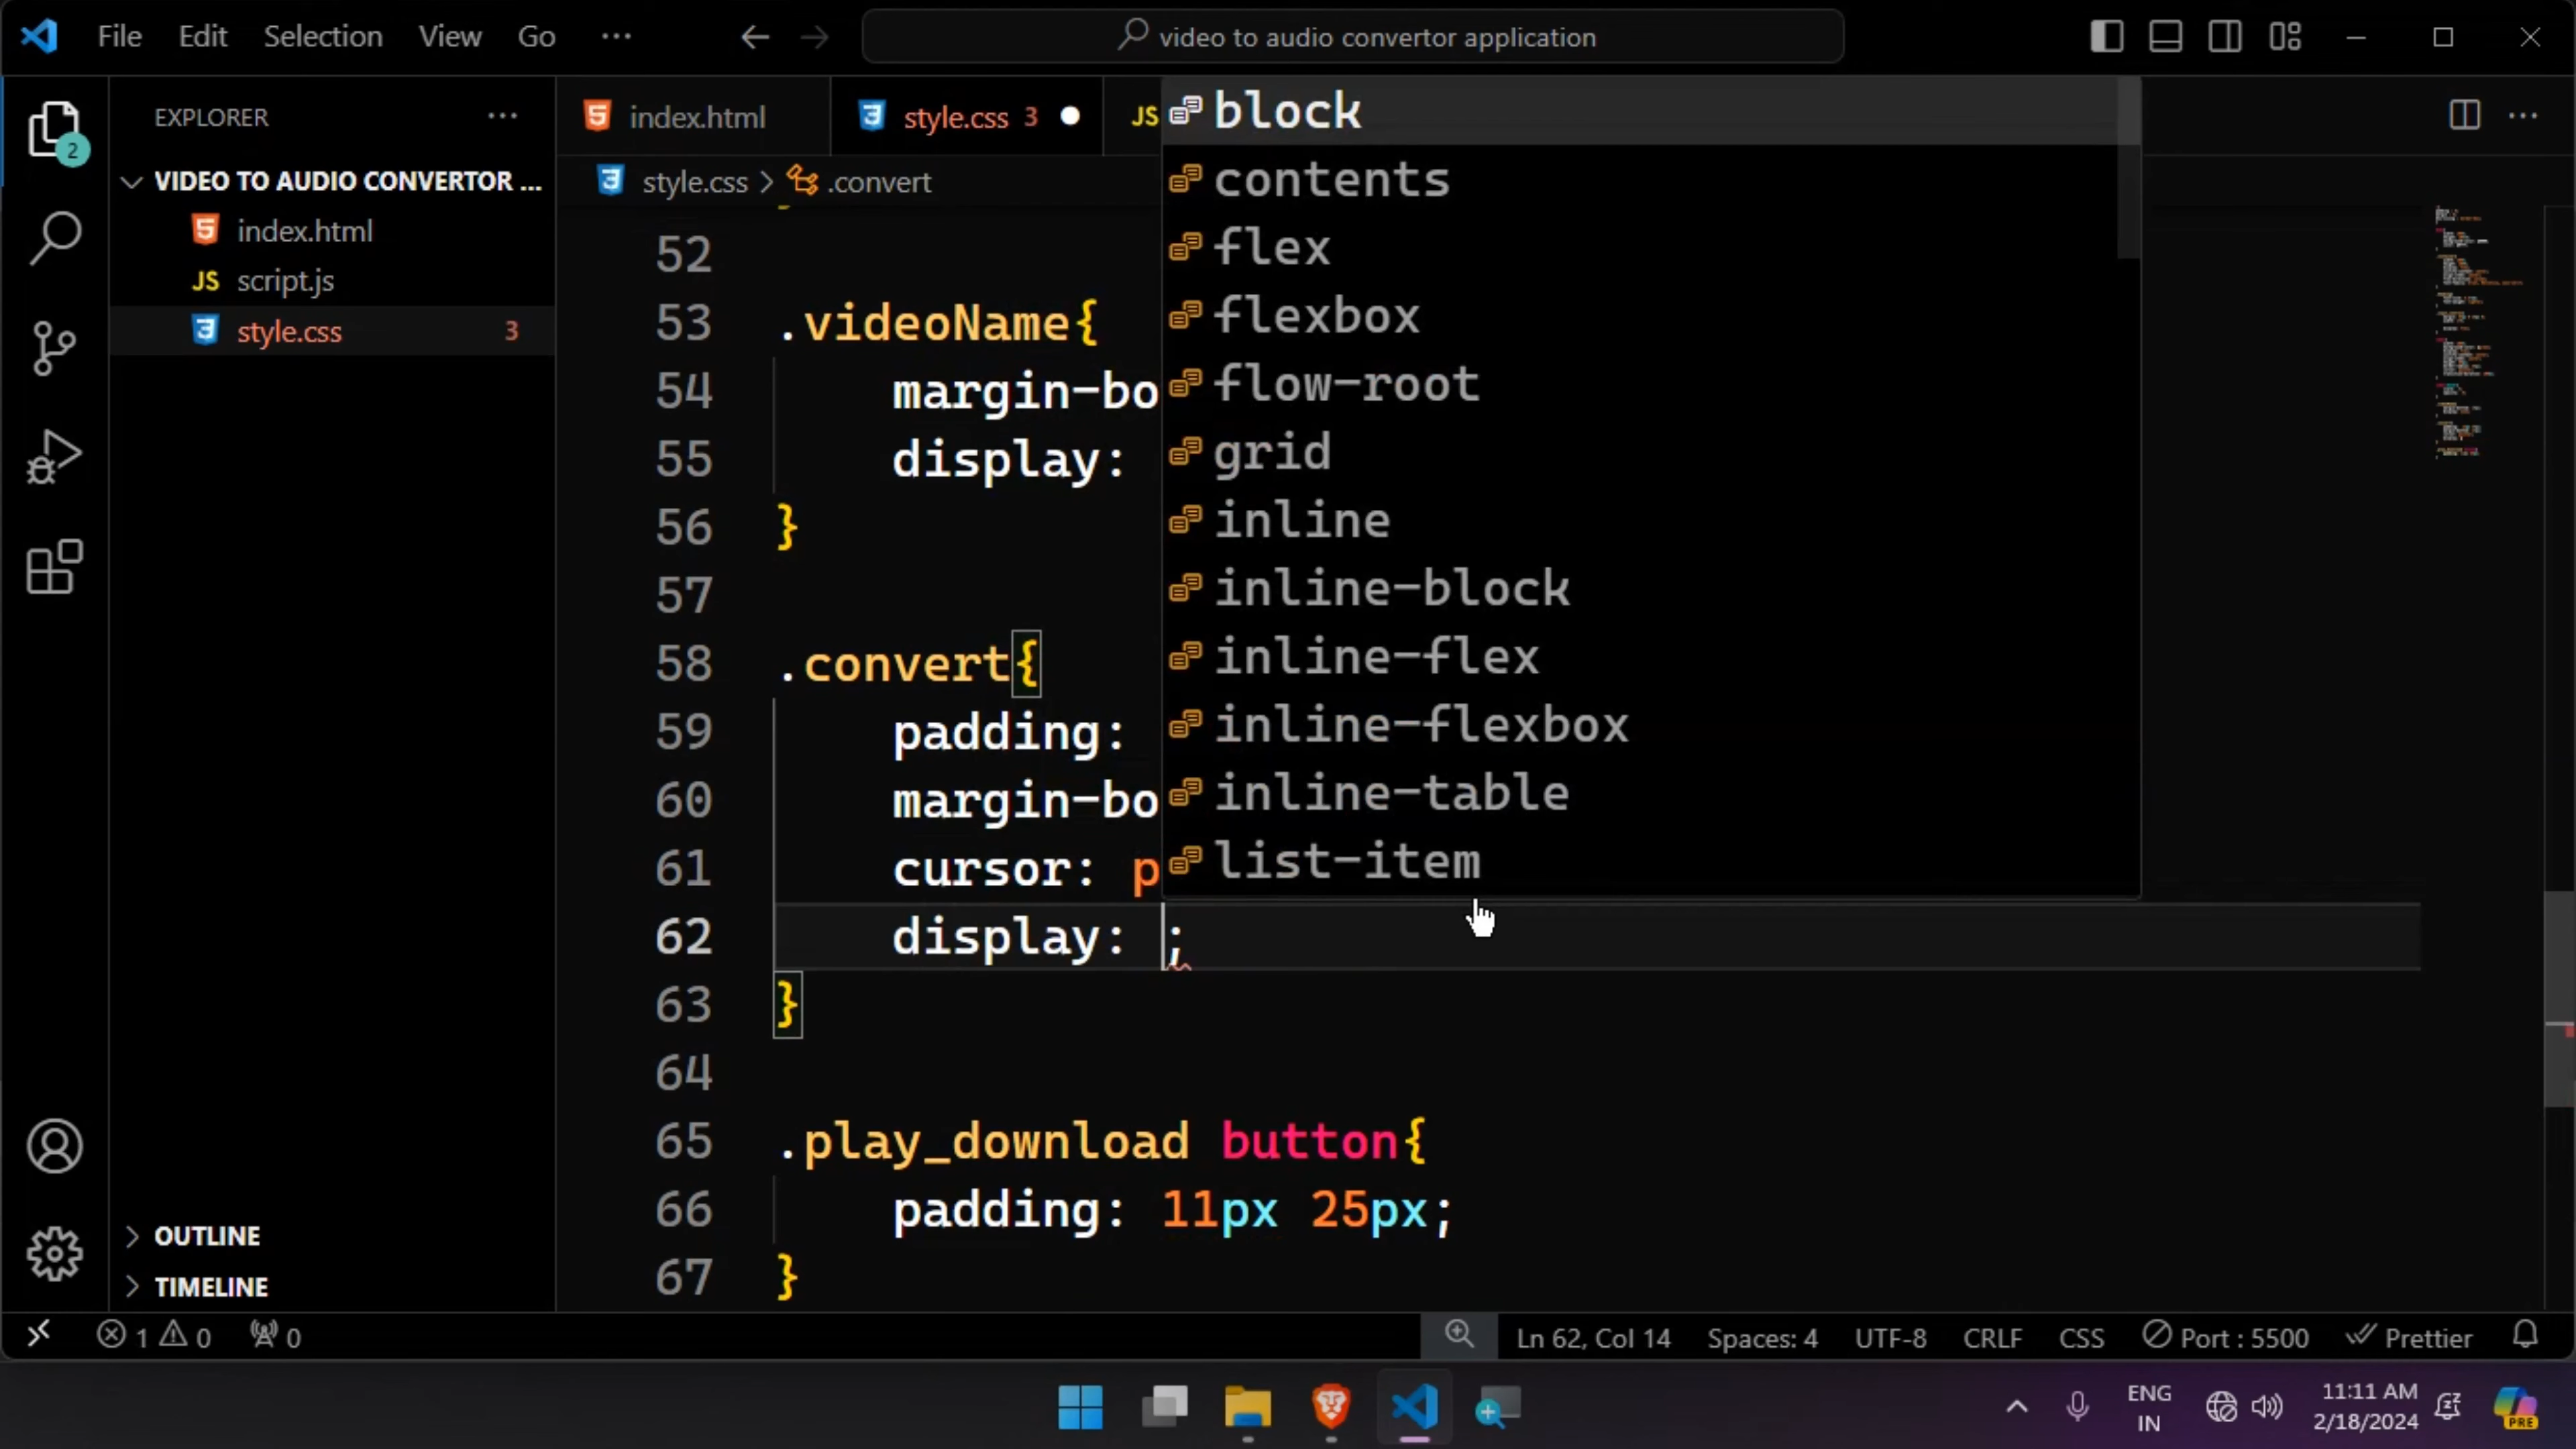 File Edit Selection View Go ··· video to audio convertor application
EXPLORER ···
2
VIDEO TO AUDIO CONVERTOR ...
index.html
JS script.js
style.css 3
OUTLINE
TIMELINE
index.html style.css 3 JS
style.css > .convert
52
53 .videoName{
54 margin-bo
55 display:
56 }
57
58 .convert{
59 padding:
60 margin-bo
61 cursor: p
62 display: ;
63 }
64
65 .play_download button{
66 padding: 11px 25px;
67 }
block
contents
flex
flexbox
flow-root
grid
inline
inline-block
inline-flex
inline-flexbox
inline-table
list-item
1 0 0 Ln 62, Col 14 Spaces: 4 UTF-8 CRLF CSS Port : 5500 Prettier
ENG
IN
11:11 AM
2/18/2024
PRE